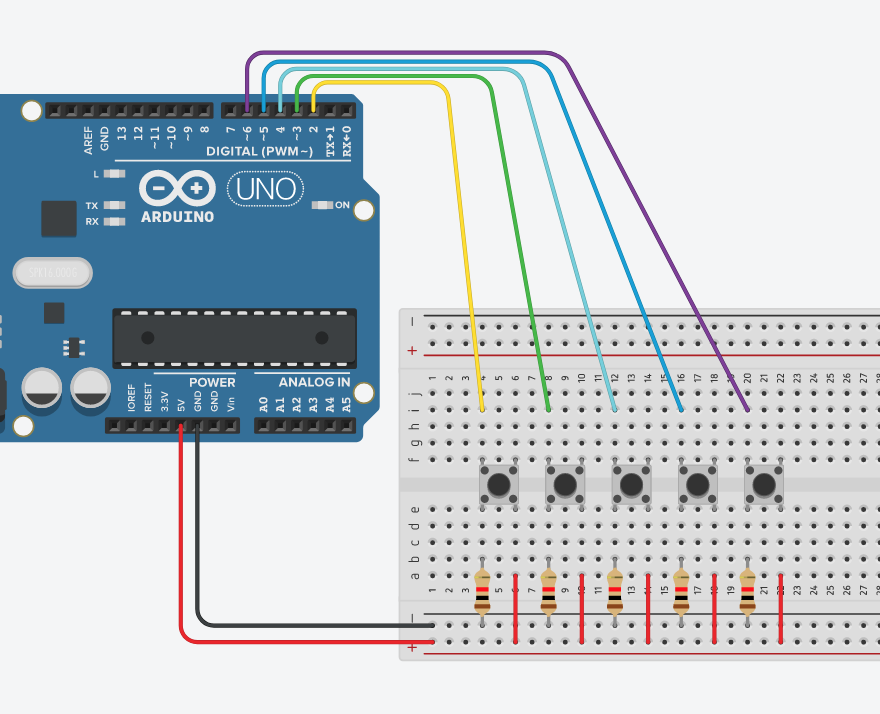 AREF
GND
13
12
~11
~10
~9
8
7
~6
~5
4
~3
2
TX→1
RX←0
DIGITAL (PWM~)
L
TX
RX
UNO
ON
ARDUINO
POWER
ANALOG IN
IOREF
RESET
3.3V
5V
GND
GND
Vin
A0
A1
A2
A3
A4
A5
−
+
1 2 3 4 5 6 7 8 9 10 11 12 13 14 15 16 17 18 19 20 21 22 23 24 25 26 27 28
j
i
h
g
f
e
d
c
b
a
1 2 3 5 7 9 11 13 15 17 19 21 23 24 25 26 27 28
−
+